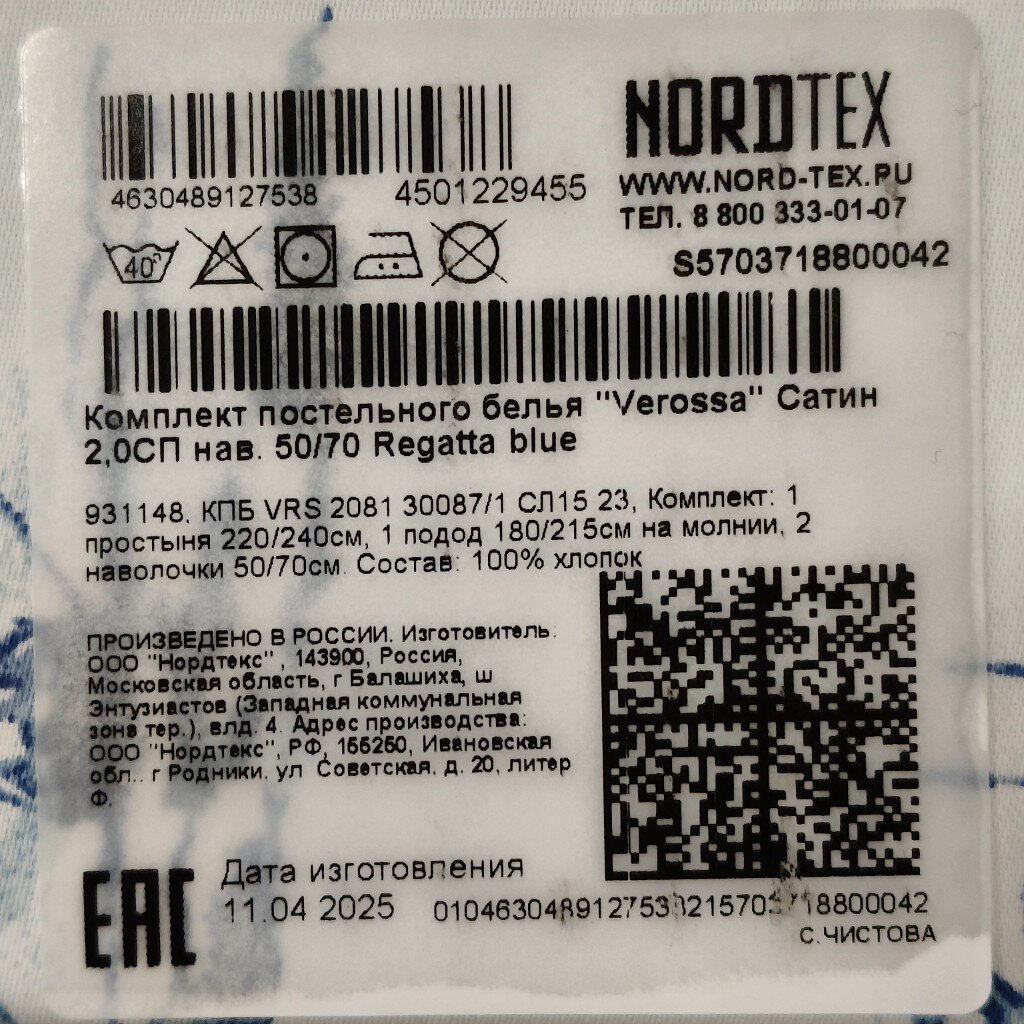 NORDTEX
4630489127538 4501229455
WWW.NORD-TEX.РU
ТЕЛ. 8 800 333-01-07
40°
S5703718800042
Комплект постельного белья "Verossa" Сатин
2,0СП нав. 50/70 Regatta blue
931148, КПБ VRS 2081 30087/1 СЛ15 23, Комплект: 1
простыня 220/240см, 1 подод 180/215см на молнии, 2
наволочки 50/70см. Состав: 100% хлопок
ПРОИЗВЕДЕНО В РОССИИ. Изготовитель:
ООО "Нордтекс" , 143900, Россия,
Московская область, г Балашиха, ш
Энтузиастов (Западная коммунальная
зона тер.), влд. 4. Адрес производства:
ООО "Нордтекс", РФ, 155250, Ивановская
обл., г Родники, ул Советская, д. 20, литер
Ф.
EAC
Дата изготовления
11.04 2025
С.ЧИСТОВА